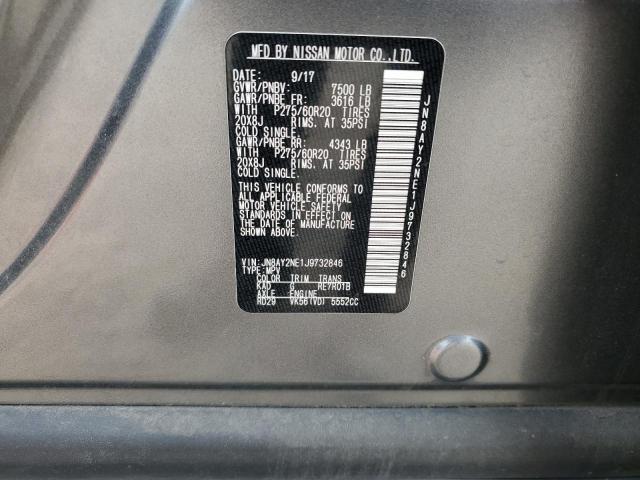 MFD BY NISSAN MOTOR CO.,LTD.
DATE: 9/17
GVWR/PNBV: 7500 LB
GAWR/PNBE FR: 3616 LB
WITH P275/60R20 TIRES
20X8J RIMS. AT 35PSI
COLD SINGLE.
GAWR/PNBE RR: 4343 LB
WITH P275/60R20 TIRES
20X8J RIMS. AT 35PSI
COLD SINGLE.
THIS VEHICLE CONFORMS TO
ALL APPLICABLE FEDERAL
MOTOR VEHICLE SAFETY
STANDARDS IN EFFECT ON
THE DATE OF MANUFACTURE
SHOWN ABOVE.
VIN: JN8AY2NE1J9732846
TYPE: MPV
COLOR TRIM TRANS
KAD G RE7R01B
AXLE ENGINE
RD29 VK56(VD) 5552CC
JN8AY2NE1J9732846